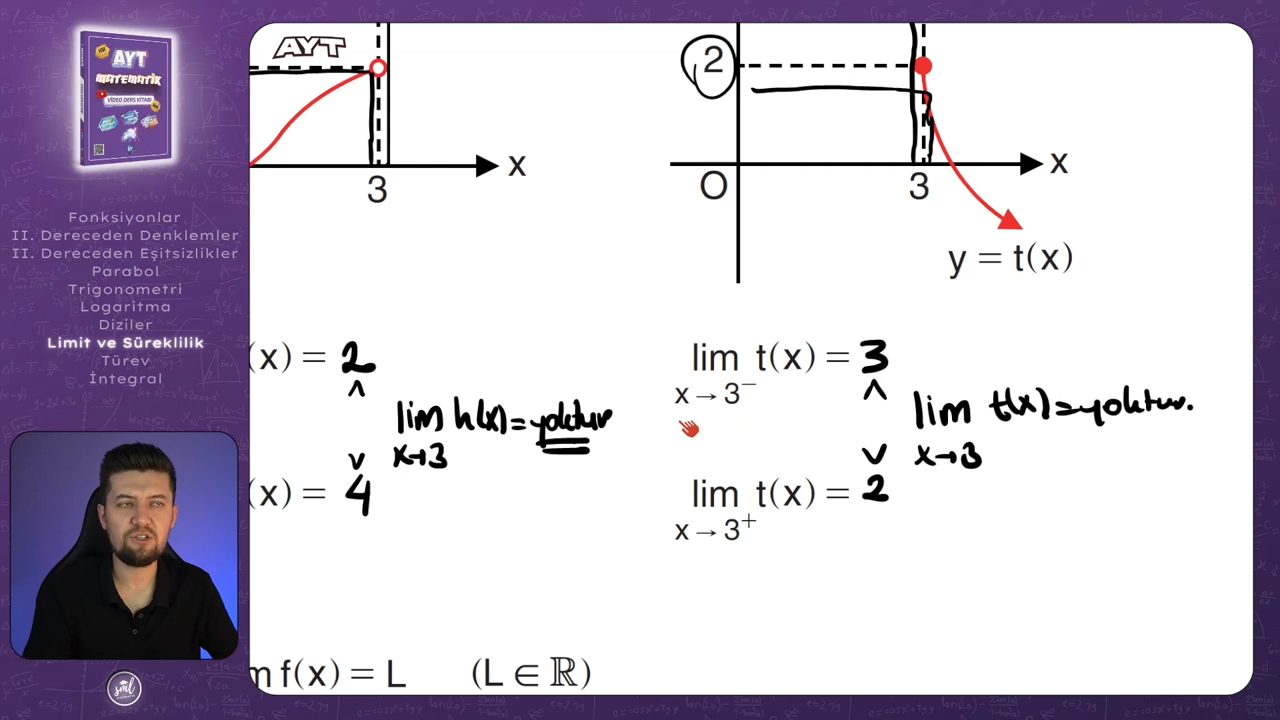 AYT
MATEMATİK
VİDEO DERS KİTABI
Fonksiyonlar
II. Dereceden Denklemler
II. Dereceden Eşitsizlikler
Parabol
Trigonometri
Logaritma
Diziler
Limit ve Süreklilik
Türev
İntegral
sml
AYT
x
3
2
x
O
3
y = t(x)
(x) = 2
lim h(x) = yoktur
x→3
(x) = 4
lim t(x) = 3
x → 3⁻
lim t(x) = yoktur.
x→3
lim t(x) = 2
x → 3⁺
m f(x) = L (L ∈ ℝ)